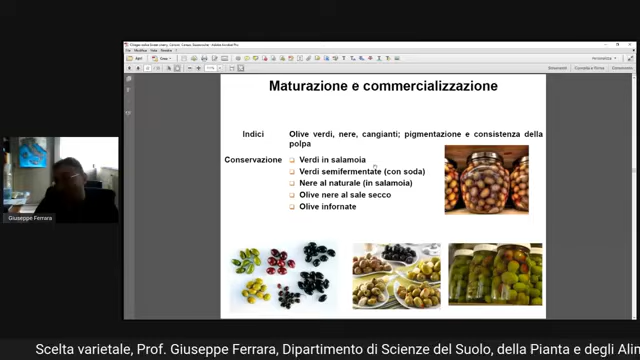 Maturazione e commercializzazione
Indici
Olive verdi, nere, cangianti; pigmentazione e consistenza della
polpa
Conservazione
Verdi in salamoia
Verdi semifermentate (con soda)
Nere al naturale (in salamoia)
Olive nere al sale secco
Olive infornate
Giuseppe Ferrara
Scelta varietale, Prof. Giuseppe Ferrara, Dipartimento di Scienze del Suolo, della Pianta e degli Alim